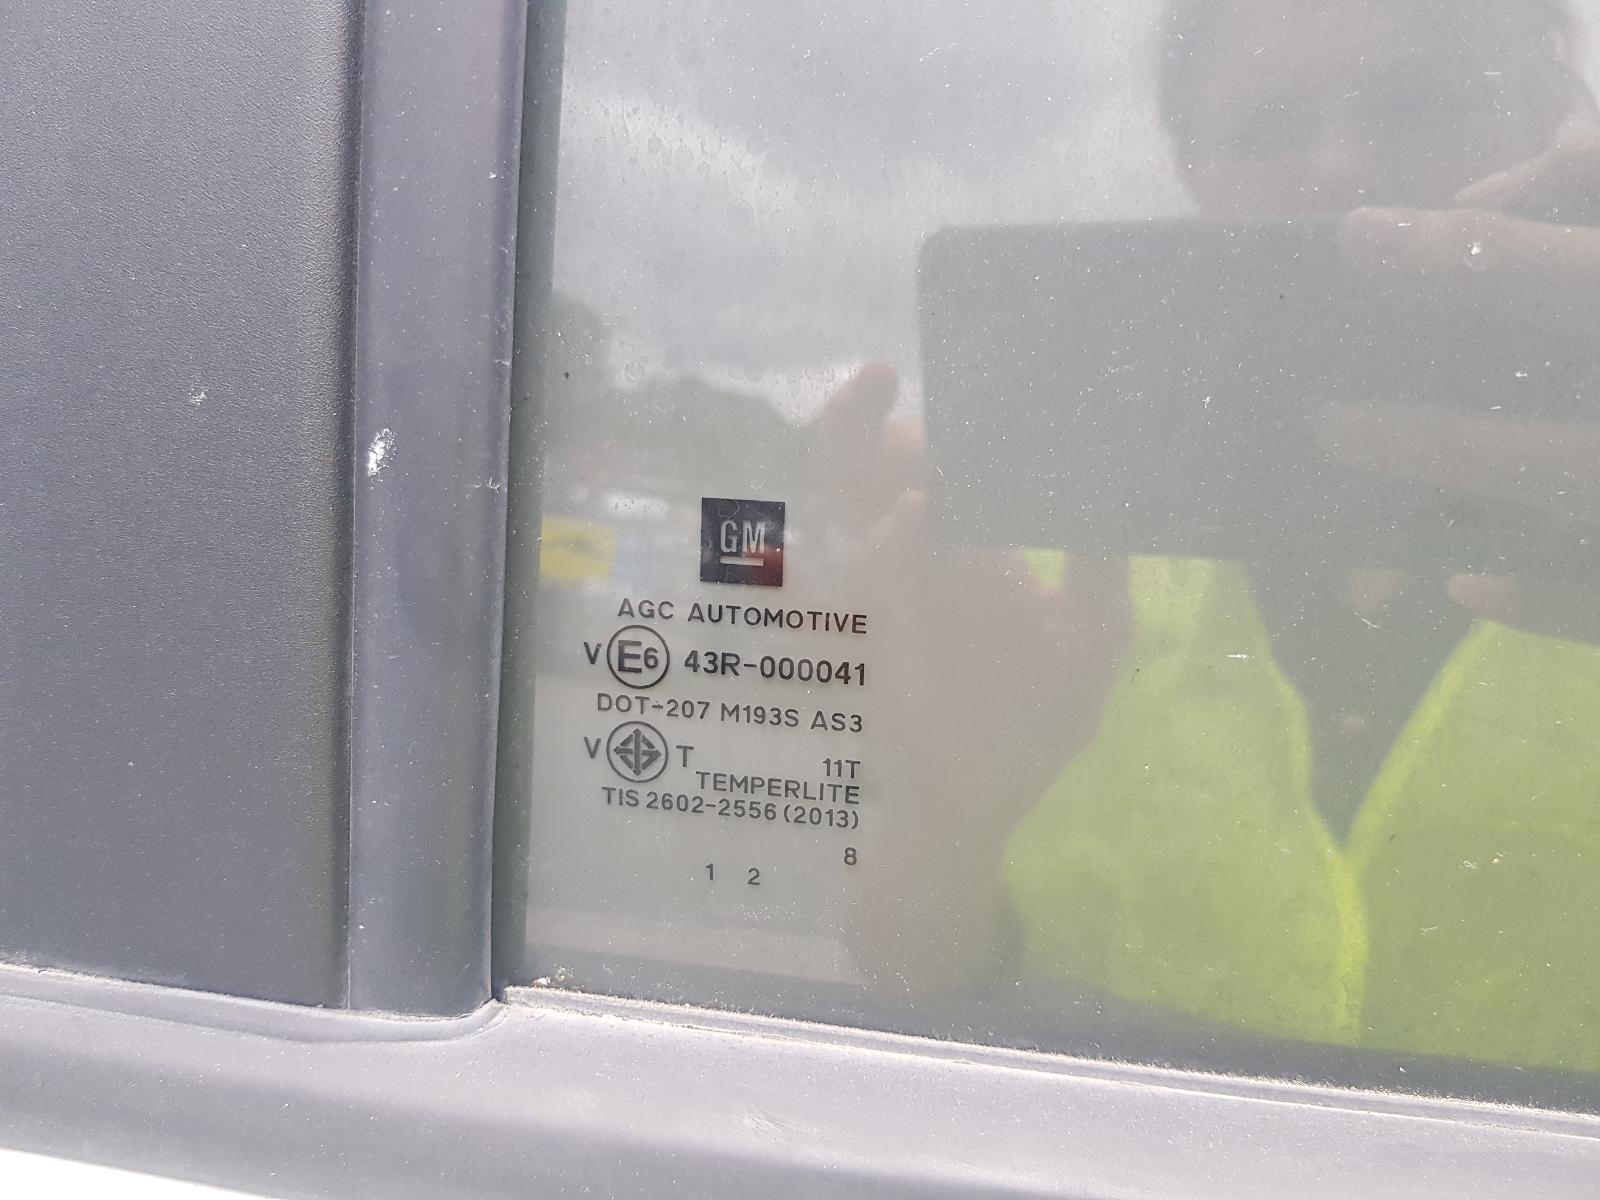 GM
AGC AUTOMOTIVE
V E6 43R-000041
DOT-207 M193S AS3
V T 11T
TEMPERLITE
TIS 2602-2556 (2013)
8
1 2